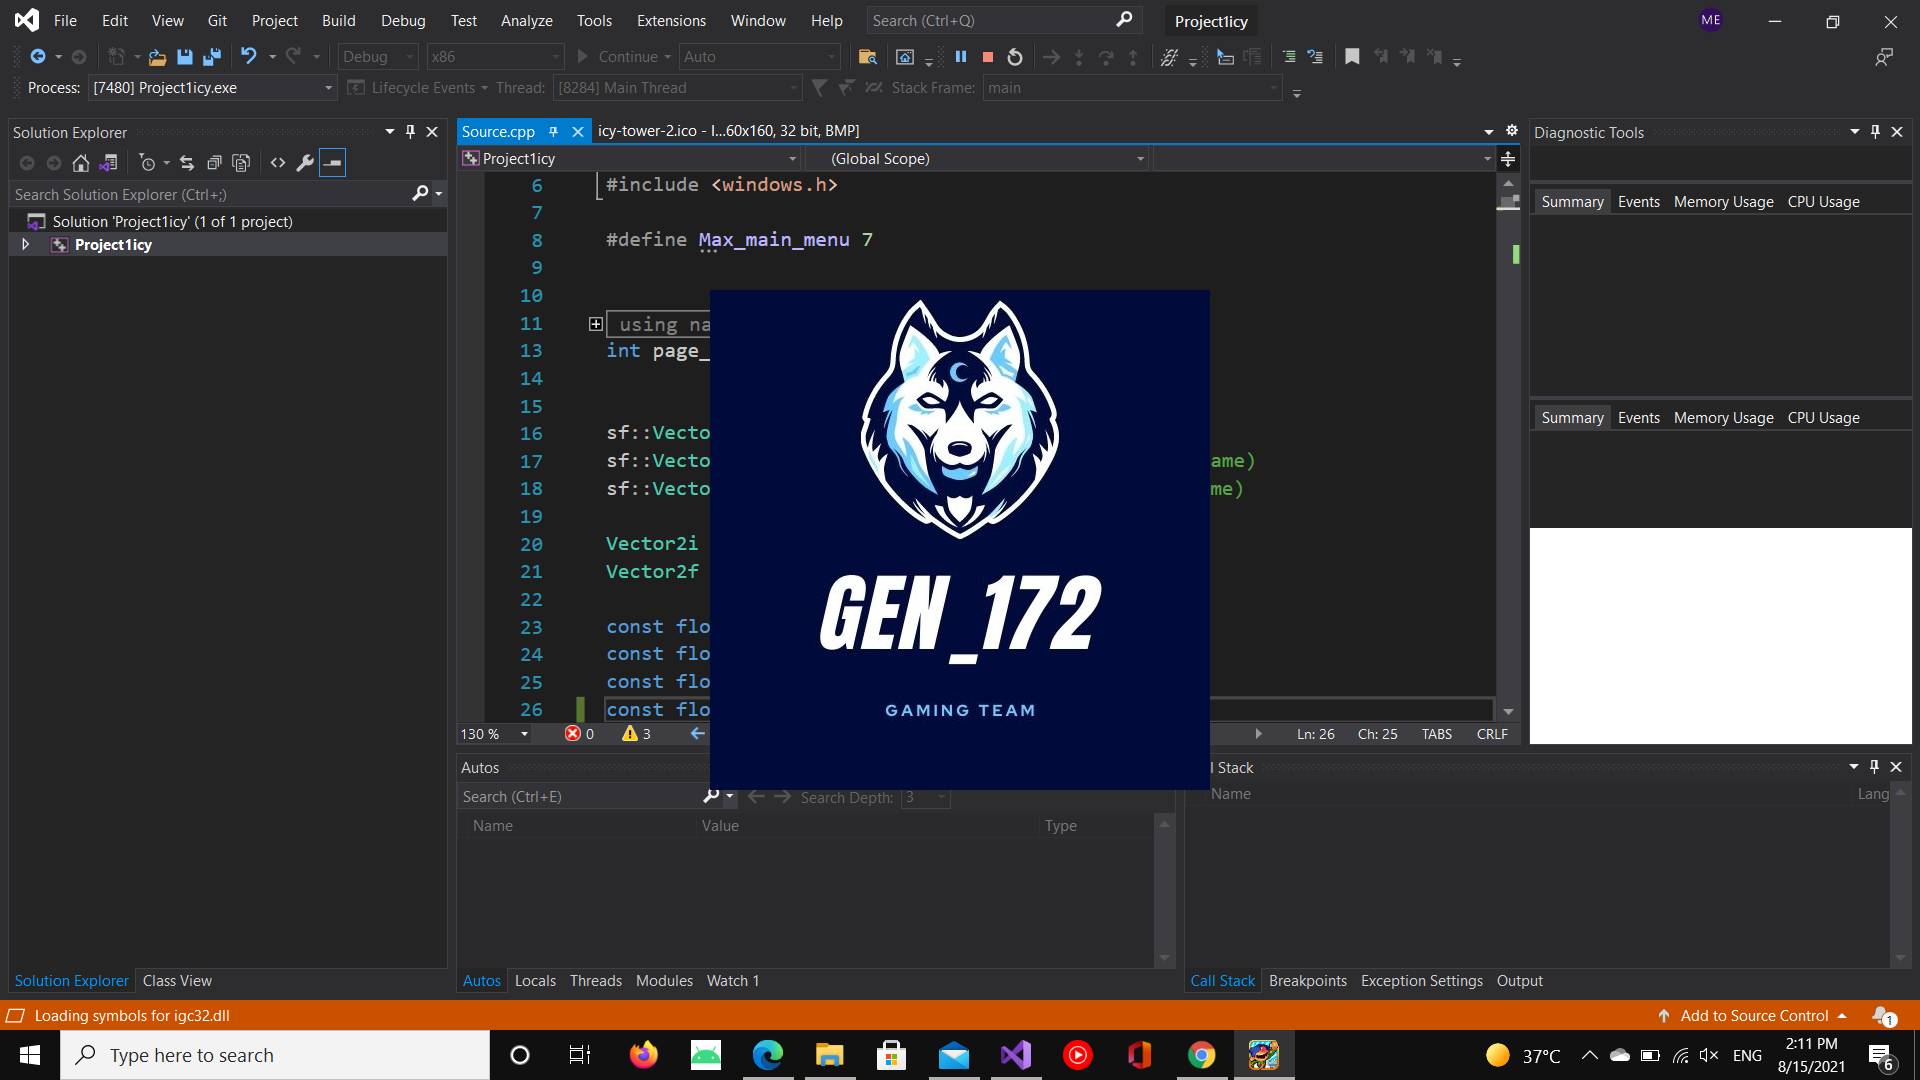 File Edit View Git Project Build Debug Test Analyze Tools Extensions Window Help Search (Ctrl+Q) Project1icy ME
Debug x86 Continue Auto
Process: [7480] Project1icy.exe Lifecycle Events Thread: [8284] Main Thread Stack Frame: main
Solution Explorer
Search Solution Explorer (Ctrl+;)
Solution 'Project1icy' (1 of 1 project)
Project1icy
Solution Explorer Class View
Source.cpp icy-tower-2.ico - I...60x160, 32 bit, BMP]
Project1icy (Global Scope)
6 #include <windows.h>
7
8 #define Max_main_menu 7
9
10
11 using na
13 int page_
14
15
16 sf::Vecto
17 sf::Vecto ame)
18 sf::Vecto me)
19
20 Vector2i
21 Vector2f
22
23 const flo
24 const flo
25 const flo
26 const flo
GEN_172
GAMING TEAM
130 % 0 3 Ln: 26 Ch: 25 TABS CRLF
Autos
Search (Ctrl+E) Search Depth: 3
Name Value Type
Autos Locals Threads Modules Watch 1
l Stack
Name Lang
Call Stack Breakpoints Exception Settings Output
Diagnostic Tools
Summary Events Memory Usage CPU Usage
Summary Events Memory Usage CPU Usage
Loading symbols for igc32.dll Add to Source Control 1
Type here to search 37°C ENG 2:11 PM
8/15/2021 6